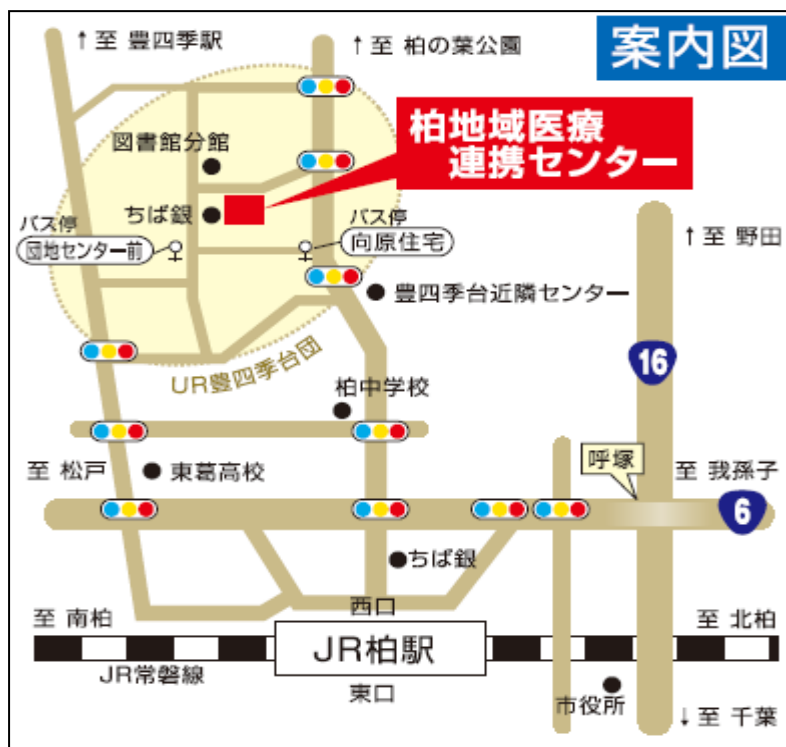 案内図
↑至 豊四季駅
↑至 柏の葉公園
柏地域医療
連携センター
図書館分館
ちば銀
バス停
団地センター前
バス停
向原住宅
↑至 野田
豊四季台近隣センター
UR豊四季台団
16
柏中学校
呼塚
至 松戸
東葛高校
至 我孫子
6
ちば銀
西口
至 南柏
至 北柏
JR柏駅
JR常磐線
東口
市役所
↓至 千葉